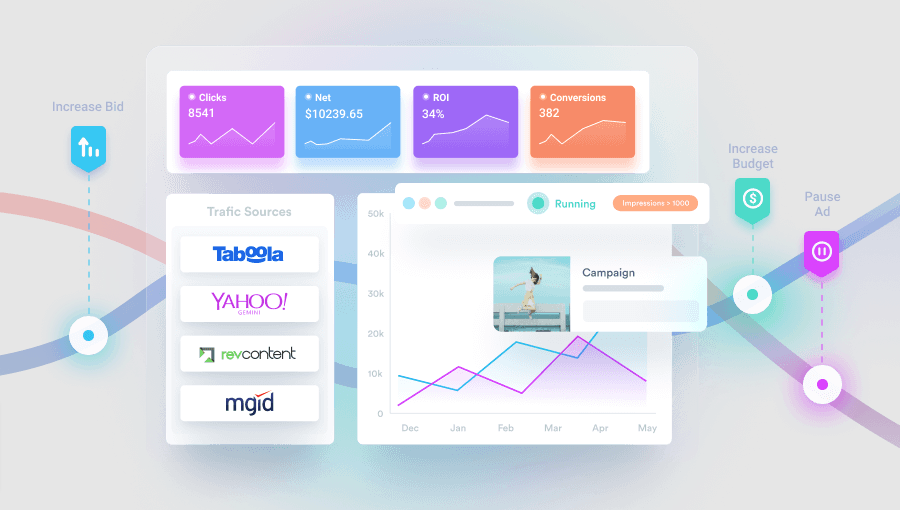 Increase Bid
Clicks
8541
Net
$10239.65
ROI
34%
Conversions
382
Increase
Budget
Pause
Ad
Trafic Sources
Taboola
YAHOO!
GEMINI
revcontent
mgid
Running
Impressions > 1000
50k
40k
30k
20k
10k
0
Campaign
Dec
Jan
Feb
Mar
Apr
May